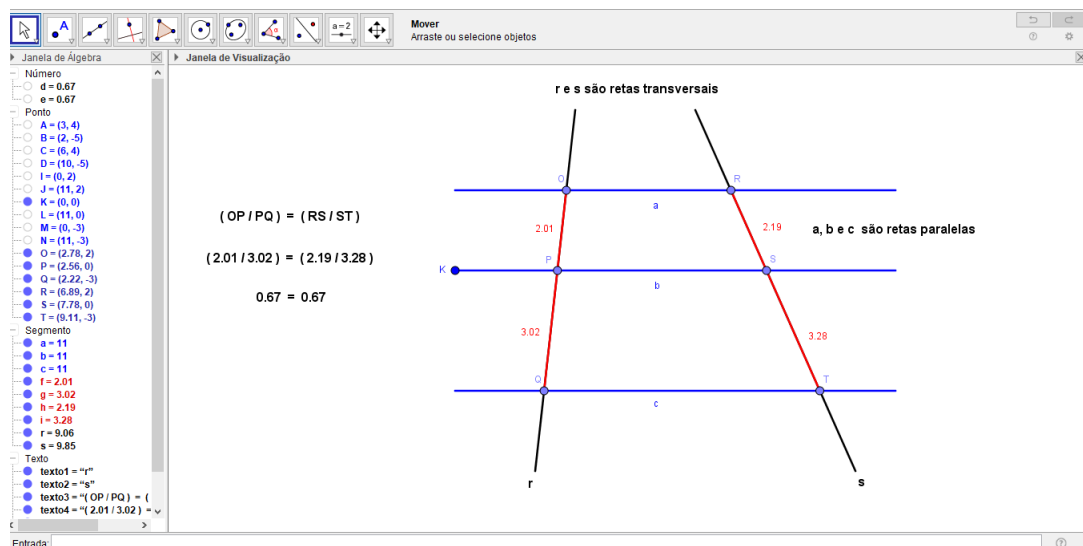 Mover
Arraste ou selecione objetos
A
α
a=2
Janela de Álgebra
Janela de Visualização
Número
d = 0.67
e = 0.67
Ponto
A = (3, 4)
B = (2, -5)
C = (6, 4)
D = (10, -5)
I = (0, 2)
J = (11, 2)
K = (0, 0)
L = (11, 0)
M = (0, -3)
N = (11, -3)
O = (2.78, 2)
P = (2.56, 0)
Q = (2.22, -3)
R = (6.89, 2)
S = (7.78, 0)
T = (9.11, -3)
Segmento
a = 11
b = 11
c = 11
f = 2.01
g = 3.02
h = 2.19
i = 3.28
r = 9.06
s = 9.85
Texto
texto1 = “r”
texto2 = “s”
texto3 = “( OP / PQ ) = (
texto4 = “( 2.01 / 3.02 ) =
r e s são retas transversais
O
R
a
( OP / PQ ) = ( RS / ST )
2.01
2.19
a, b e c são retas paralelas
( 2.01 / 3.02 ) = ( 2.19 / 3.28 )
K
P
S
b
0.67 = 0.67
3.02
3.28
Q
T
c
r
s
Entrada: